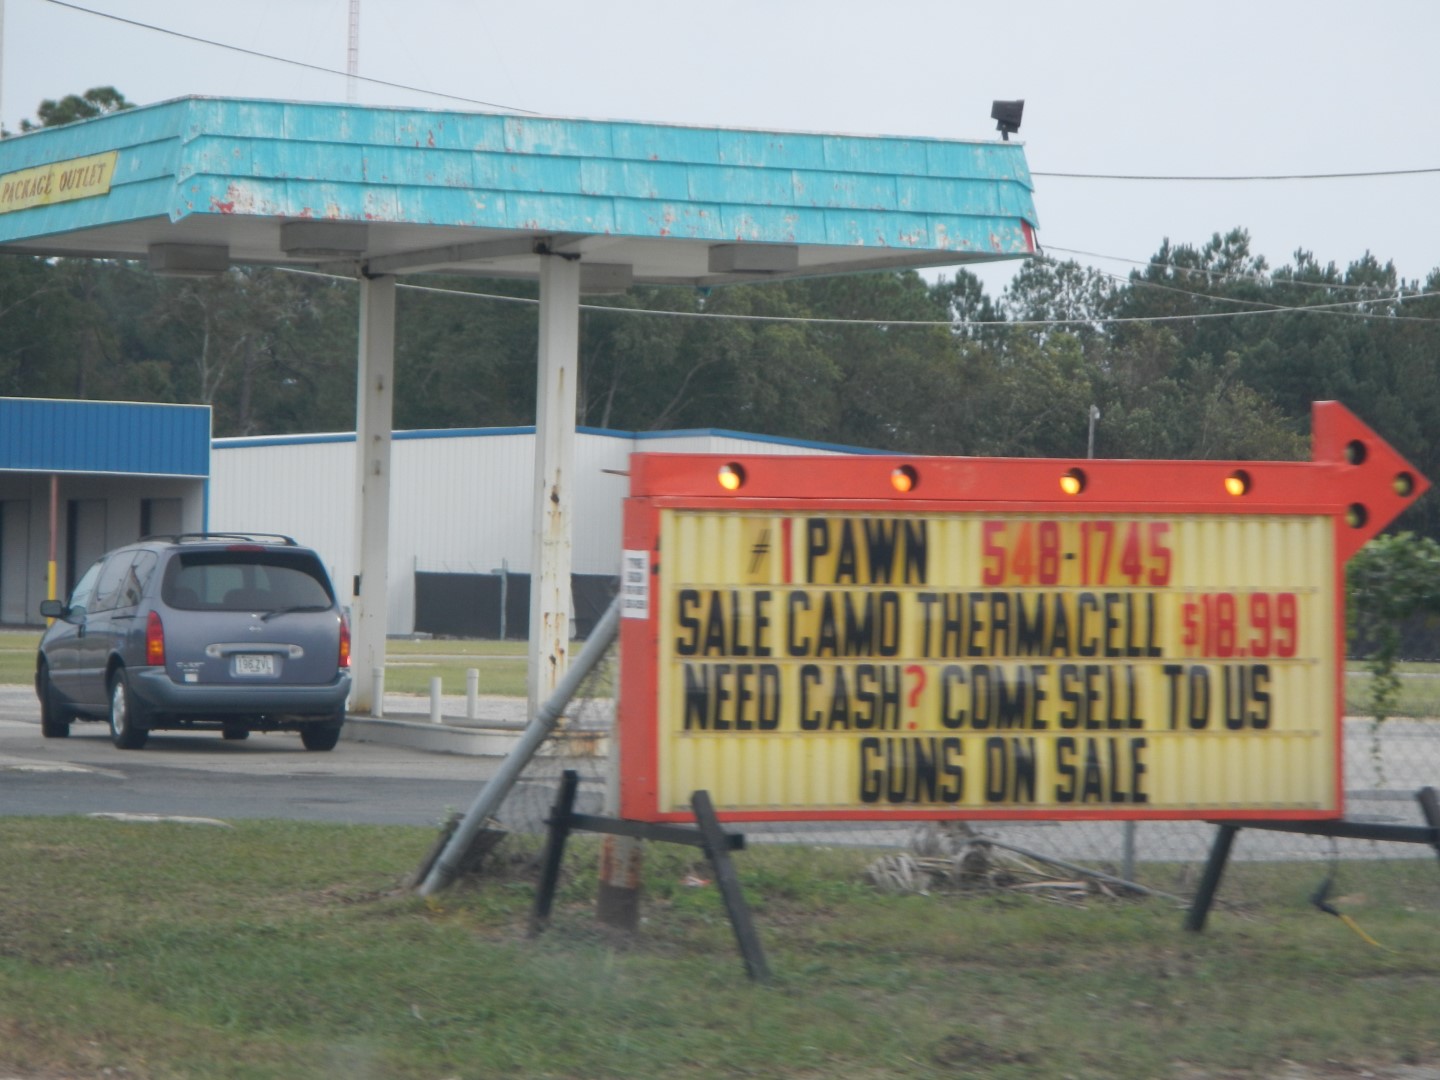 PACKAGE OUTLET
#1 PAWN 548-1745
SALE CAMO THERMACELL $18.99
NEED CASH? COME SELL TO US
GUNS ON SALE